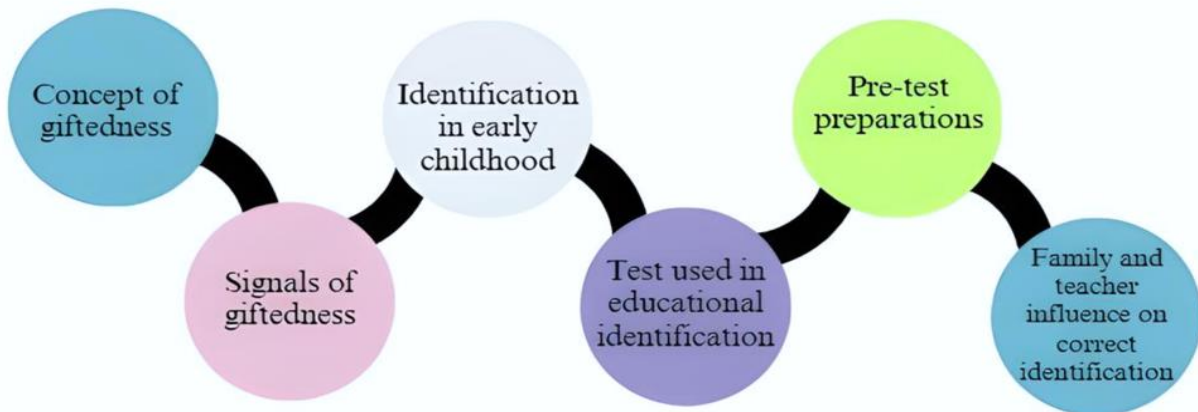 Concept of
giftedness
Signals of
giftedness
Identification
in early
childhood
Test used in
educational
identification
Pre-test
preparations
Family and
teacher
influence on
correct
identification